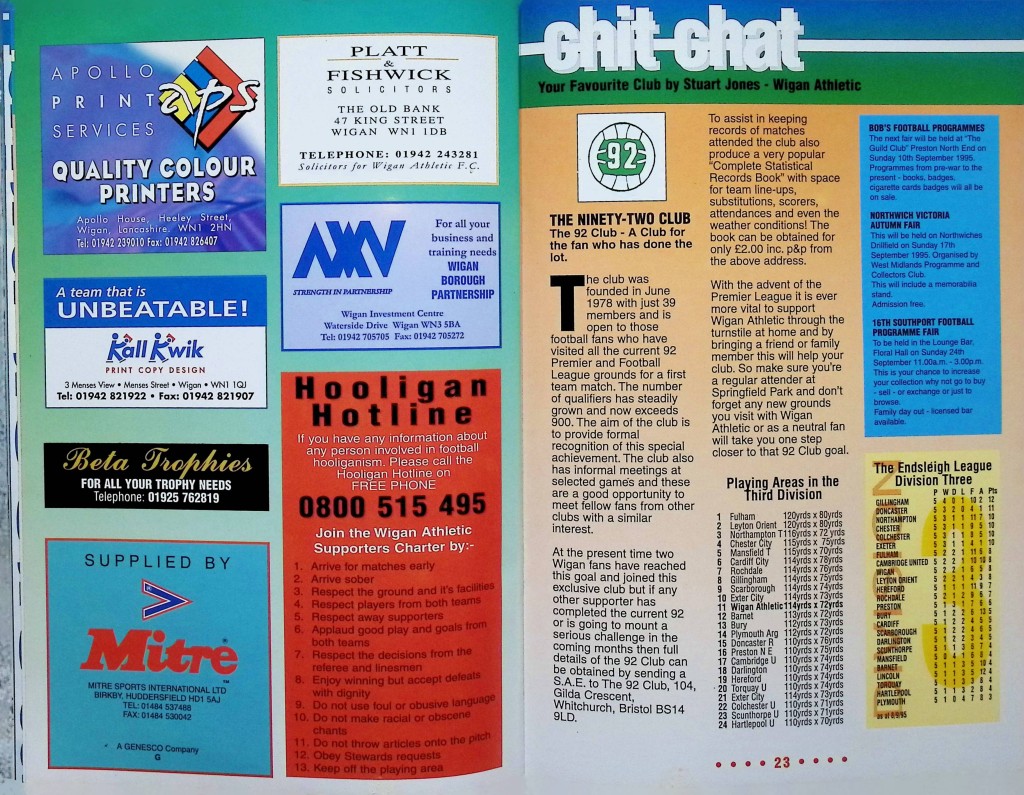 APOLLO
PRINT
SERVICES
aps
QUALITY COLOUR
PRINTERS
Apollo House, Heeley Street,
Wigan, Lancashire. WN1 2HN
Tel: 01942 239010 Fax: 01942 826407
A team that is
UNBEATABLE!
Kall Kwik
PRINT COPY DESIGN
3 Menses View • Menses Street • Wigan • WN1 1QJ
Tel: 01942 821922 • Fax: 01942 821907
Beta Trophies
FOR ALL YOUR TROPHY NEEDS
Telephone: 01925 762819
SUPPLIED BY
Mitre
MITRE SPORTS INTERNATIONAL LTD
BIRKBY, HUDDERSFIELD HD1 5AJ
TEL: 01484 537488
FAX: 01484 530042
A GENESCO Company
G
PLATT
&
FISHWICK
SOLICITORS
THE OLD BANK
47 KING STREET
WIGAN WN1 1DB
TELEPHONE: 01942 243281
Solicitors for Wigan Athletic F.C.
STRENGTH IN PARTNERSHIP
For all your
business and
training needs
WIGAN
BOROUGH
PARTNERSHIP
Wigan Investment Centre
Waterside Drive Wigan WN3 5BA
Tel: 01942 705705 Fax: 01942 705272
Hooligan
Hotline
If you have any information about
any person involved in football
hooliganism. Please call the
Hooligan Hotline on
FREE PHONE
0800 515 495
Join the Wigan Athletic
Supporters Charter by:-
1. Arrive for matches early
2. Arrive sober
3. Respect the ground and it's facilities
4. Respect players from both teams
5. Respect away supporters
6. Applaud good play and goals from
both teams
7. Respect the decisions from the
referee and linesmen
8. Enjoy winning but accept defeats
with dignity
9. Do not use foul or obusive language
10. Do not make racial or obscene
chants
11. Do not throw articles onto the pitch
12. Obey Stewards requests
13. Keep off the playing area
chit chat
Your Favourite Club by Stuart Jones - Wigan Athletic
92
THE NINETY-TWO CLUB
The 92 Club - A Club for
the fan who has done the
lot.
The club was
founded in June
1978 with just 39
members and is
open to those
football fans who have
visited all the current 92
Premier and Football
League grounds for a first
team match. The number
of qualifiers has steadily
grown and now exceeds
900. The aim of the club is
to provide formal
recognition of this special
achievement. The club also
has informal meetings at
selected games and these
are a good opportunity to
meet fellow fans from other
clubs with a similar
interest.
At the present time two
Wigan fans have reached
this goal and joined this
exclusive club but if any
other supporter has
completed the current 92
or is going to mount a
serious challenge in the
coming months then full
details of the 92 Club can
be obtained by sending a
S.A.E. to The 92 Club, 104,
Gilda Crescent,
Whitchurch, Bristol BS14
9LD.
To assist in keeping
records of matches
attended the club also
produce a very popular
"Complete Statistical
Records Book" with space
for team line-ups,
substitutions, scorers,
attendances and even the
weather conditions! The
book can be obtained for
only £2.00 inc. p&p from
the above address.
With the advent of the
Premier League it is ever
more vital to support
Wigan Athletic through the
turnstile at home and by
bringing a friend or family
member this will help your
club. So make sure you're
a regular attender at
Springfield Park and don't
forget any new grounds
you visit with Wigan
Athletic or as a neutral fan
will take you one step
closer to that 92 Club goal.
Playing Areas in the
Third Division
1 Fulham 120yrds x 80yrds
2 Leyton Orient 120yrds x 80yrds
3 Northampton T 116yrds x 72 yrds
4 Chester City 115yrds x 75yrds
5 Mansfield T 115yrds x 70yrds
6 Cardiff City 114yrds x 78yrds
7 Rochdale 114yrds x 76yrds
8 Gillingham 114yrds x 75yrds
9 Scarborough 114yrds x 74yrds
10 Exter City 114yrds x 73yrds
11 Wigan Athletic 114yrds x 72yrds
12 Barnet 113yrds x 72yrds
13 Bury 112yrds x 73yrds
14 Plymouth Arg 112yrds x 72yrds
15 Doncaster R 110yrds x 76yrds
16 Preston N E 110yrds x 75yrds
17 Cambridge U 110yrds x 74yrds
18 Darlington 110yrds x 74yrds
19 Hereford 110yrds x 74yrds
20 Torquay U 110yrds x 74yrds
21 Exter City 114yrds x 73yrds
22 Colchester U 110yrds x 71yrds
23 Scunthorpe U 110yrds x 71yrds
24 Hartlepool U 110yrds x 70yrds
BOB'S FOOTBALL PROGRAMMES
The next fair will be held at "The
Guild Club" Preston North End on
Sunday 10th September 1995.
Programmes from pre-war to the
present - books, badges,
cigarette cards badges will all be
on sale.
NORTHWICH VICTORIA
AUTUMN FAIR
This will be held on Northwiches
Drillfield on Sunday 17th
September 1995. Organised by
West Midlands Programme and
Collectors Club.
This will include a memorabilia
stand.
Admission free.
16TH SOUTHPORT FOOTBALL
PROGRAMME FAIR
To be held in the Lounge Bar,
Floral Hall on Sunday 24th
September 11.00a.m. - 3.00p.m.
This is your chance to increase
your collection why not go to buy
- sell - or exchange or just to
browse.
Family day out - licensed bar
available.
The Endsleigh League
Division Three
P W D L F A Pts
GILLINGHAM 5 4 0 1 10 2 12
DONCASTER 5 3 2 0 4 1 11
NORTHAMPTON 5 3 1 1 11 7 10
CHESTER
COLCHESTER
EXETER
FULHAM
CAMBRIDGE UNITED
WIGAN
LEYTON ORIENT
HEREFORD
ROCHDALE
PRESTON
BURY
CARDIFF
SCARBOROUGH
DARLINGTON
SCUNTHORPE
MANSFIELD
BARNET
LINCOLN
TORQUAY
HARTLEPOOL
PLYMOUTH 5 1 0 4 7 8 3
as at 6/9/95
23